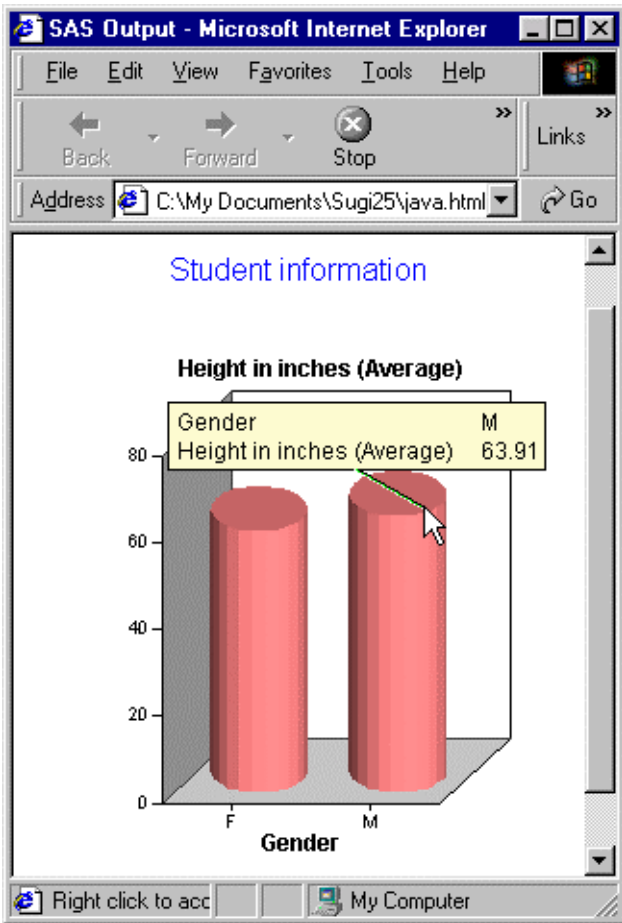 SAS Output - Microsoft Internet Explorer
File Edit View Favorites Tools Help
Back Forward Stop » Links »
Address C:\My Documents\Sugi25\java.html Go
Student information
Height in inches (Average)
Gender M
Height in inches (Average) 63.91
80
60
40
20
0
F M
Gender
Right click to acc My Computer